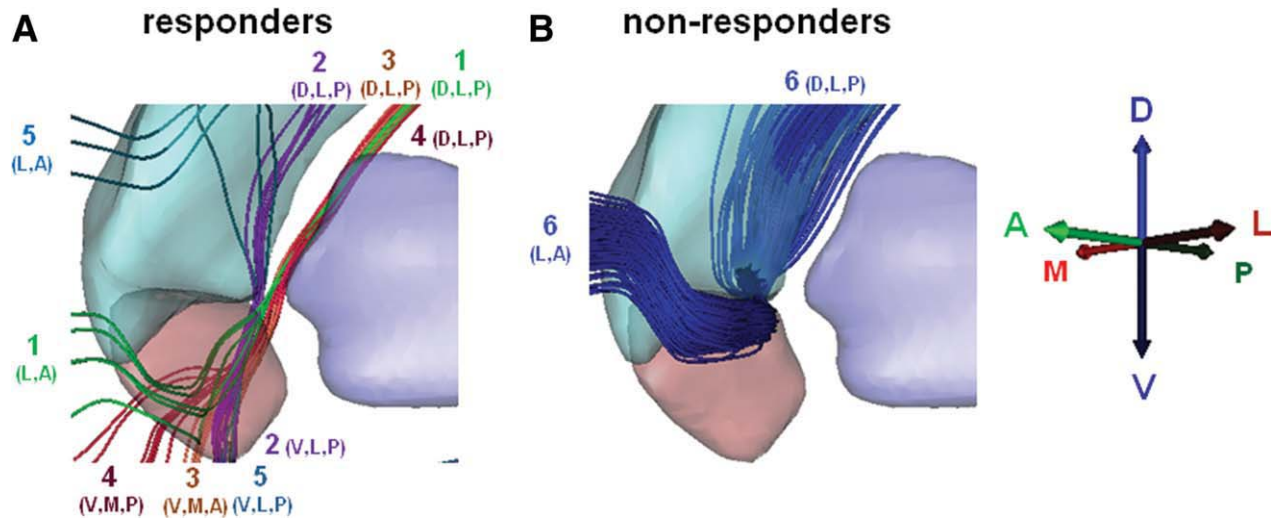 A responders
B non-responders
2 3 1
(D,L,P) (D,L,P) (D,L,P)
4 (D,L,P)
5
(L,A)
1
(L,A)
2 (V,L,P)
4 3 5
(V,M,P) (V,M,A) (V,L,P)
6 (D,L,P)
6
(L,A)
D
A L
M P
V